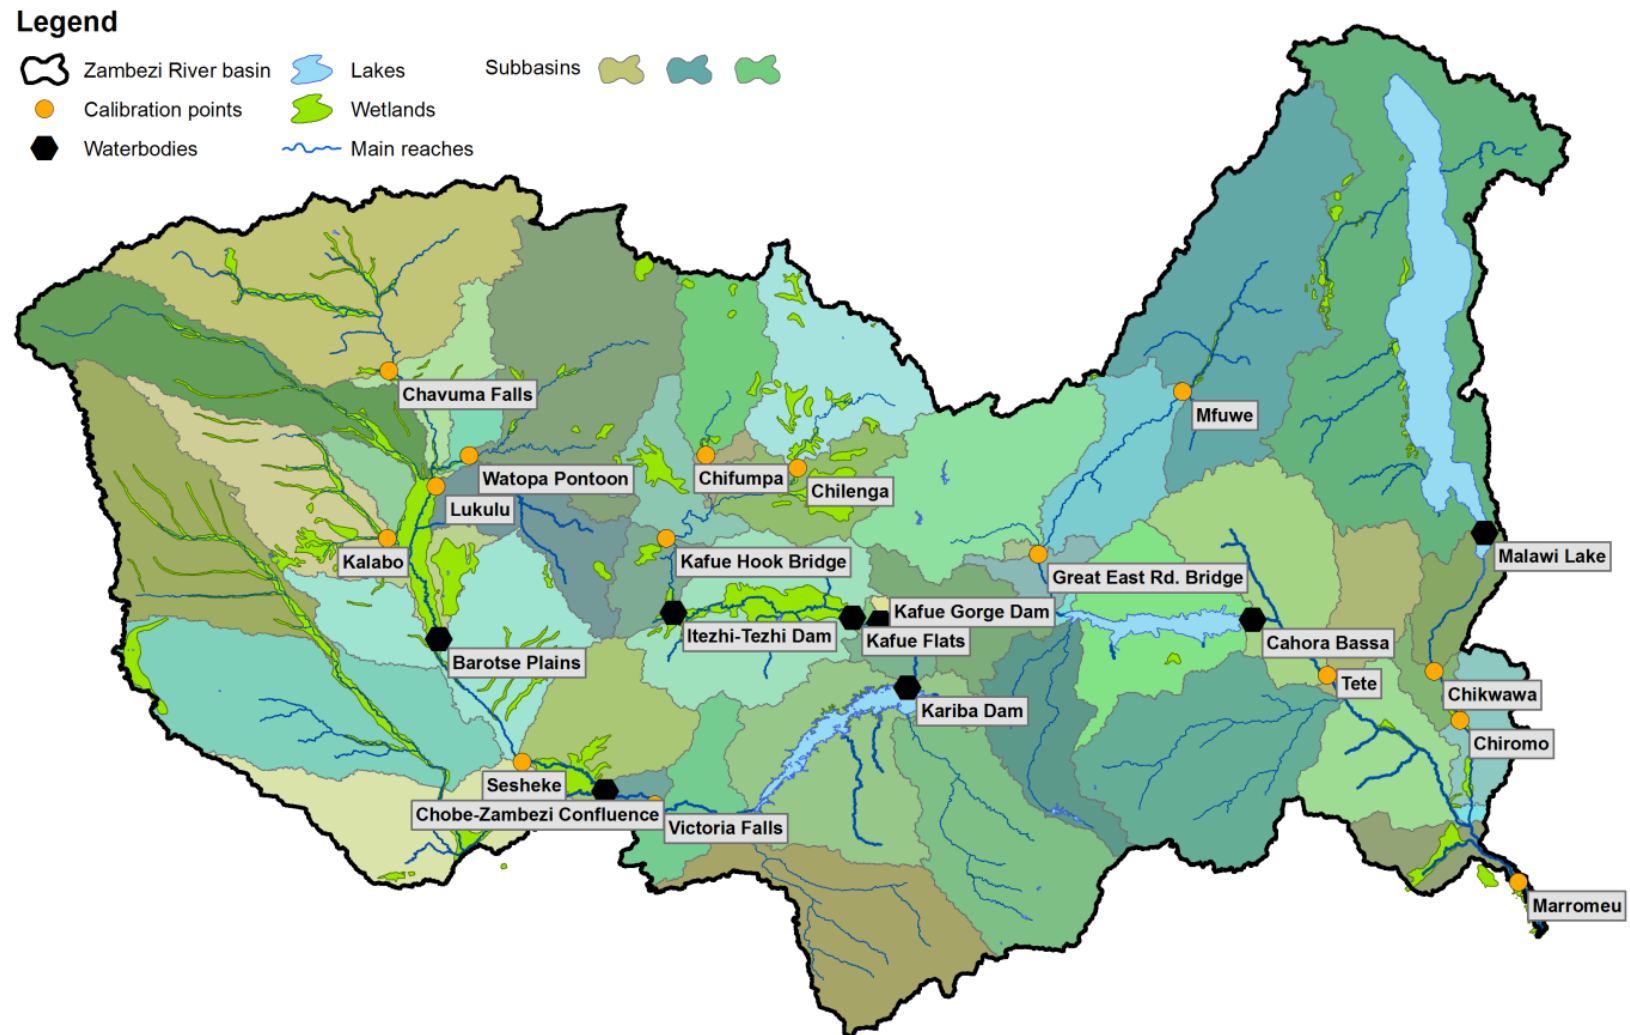 Legend
Zambezi River basin
Lakes
Subbasins
Calibration points
Wetlands
Waterbodies
Main reaches
Chavuma Falls
Mfuwe
Watopa Pontoon
Chifumpa
Chilenga
Lukulu
Kalabo
Kafue Hook Bridge
Malawi Lake
Great East Rd. Bridge
Kafue Gorge Dam
Itezhi-Tezhi Dam
Kafue Flats
Cahora Bassa
Barotse Plains
Tete
Chikwawa
Kariba Dam
Chiromo
Sesheke
Chobe-Zambezi Confluence
Victoria Falls
Marromeu